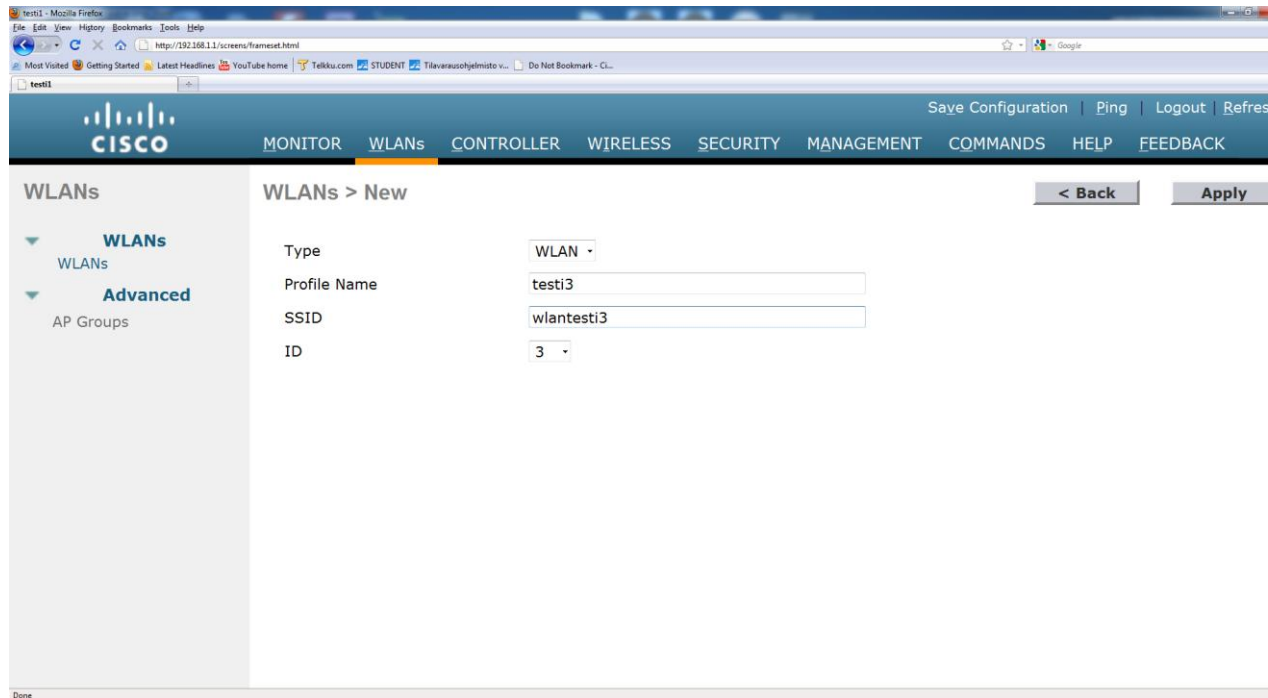 testi1 - Mozilla Firefox
File Edit View History Bookmarks Tools Help
http://192.168.1.1/screens/frameset.html
Google
Most Visited Getting Started Latest Headlines YouTube home Telkku.com STUDENT Tilavarausohjelmisto v... Do Not Bookmark - Ci...
testi1
Save Configuration | Ping | Logout | Refres
CISCO
MONITOR WLANs CONTROLLER WIRELESS SECURITY MANAGEMENT COMMANDS HELP FEEDBACK
WLANs
WLANs
WLANs
Advanced
AP Groups
WLANs > New
< Back
Apply
Type WLAN
Profile Name testi3
SSID wlantesti3
ID 3
Done